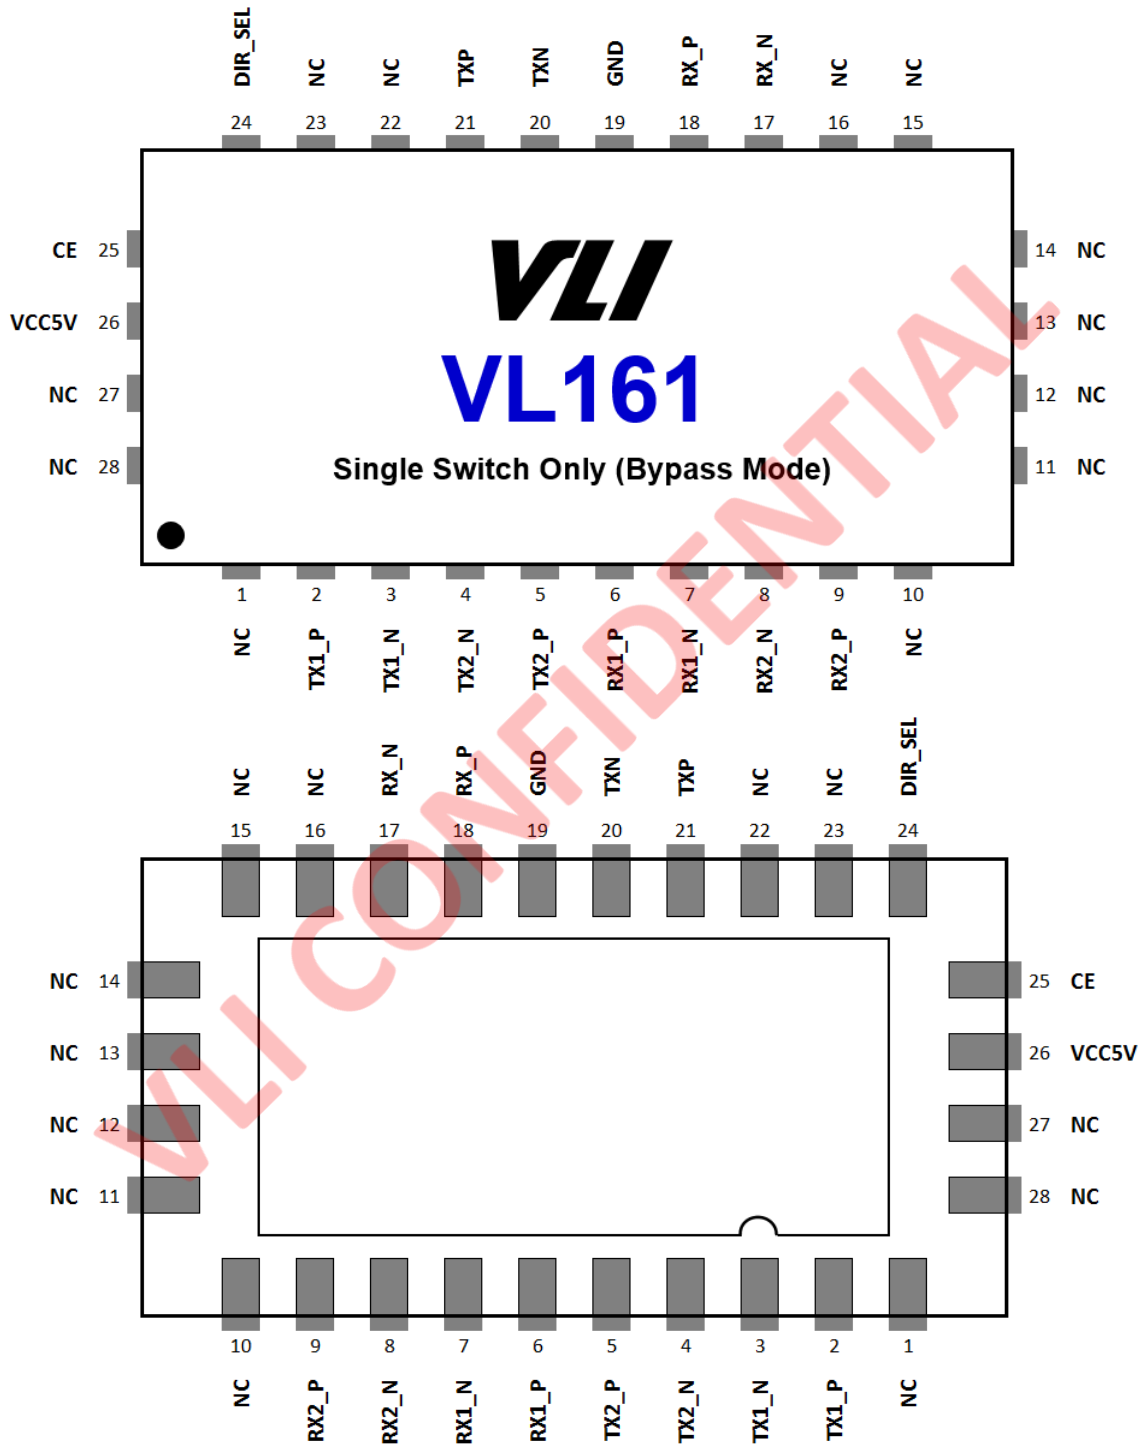 DIR_SEL NC NC TXP TXN GND RX_P RX_N NC NC
24 23 22 21 20 19 18 17 16 15
CE 25 14 NC
VCC5V 26 13 NC
NC 27 12 NC
NC 28 11 NC
VLI
VL161
Single Switch Only (Bypass Mode)
1 2 3 4 5 6 7 8 9 10
NC TX1_P TX1_N TX2_N TX2_P RX1_P RX1_N RX2_N RX2_P NC
NC NC RX_N RX_P GND TXN TXP NC NC DIR_SEL
15 16 17 18 19 20 21 22 23 24
NC 14 25 CE
NC 13 26 VCC5V
NC 12 27 NC
NC 11 28 NC
10 9 8 7 6 5 4 3 2 1
NC RX2_P RX2_N RX1_N RX1_P TX2_P TX2_N TX1_N TX1_P NC
VLI CONFIDENTIAL